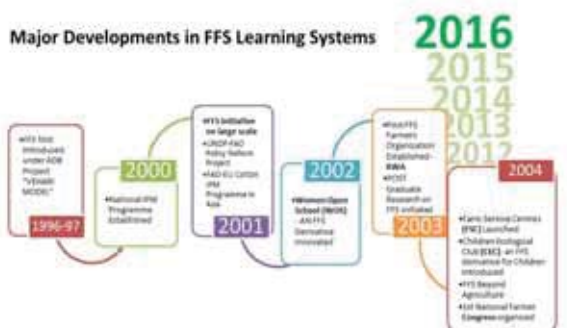 Major Developments in FFS Learning Systems
2016
2015
2014
2013
2012
•FFS first
introduced
under ADB
Project
"VEHARI
MODEL"
1996-97
2000
•National IPM
Programme
established
•FFS Initiative
on large scale
•UNDP-FAO
Policy Reform
Project
•FAO-EU Cotton
IPM
Programme in
Asia
2001
2002
•Women Open
School (WOS)
- AN FFS
Derivative
innovated
•First FFS
Farmers
Organization
Established-
KWA
•POST
Graduate
Research on
FFS initiated
2003
2004
•Farm Service Centres
(FSC) Launched
•Children Ecological
Club (CEC)- an FFS
derivative for Children
introduced
•FFS Beyond
Agriculture
•1st National Farmer
Congress organized